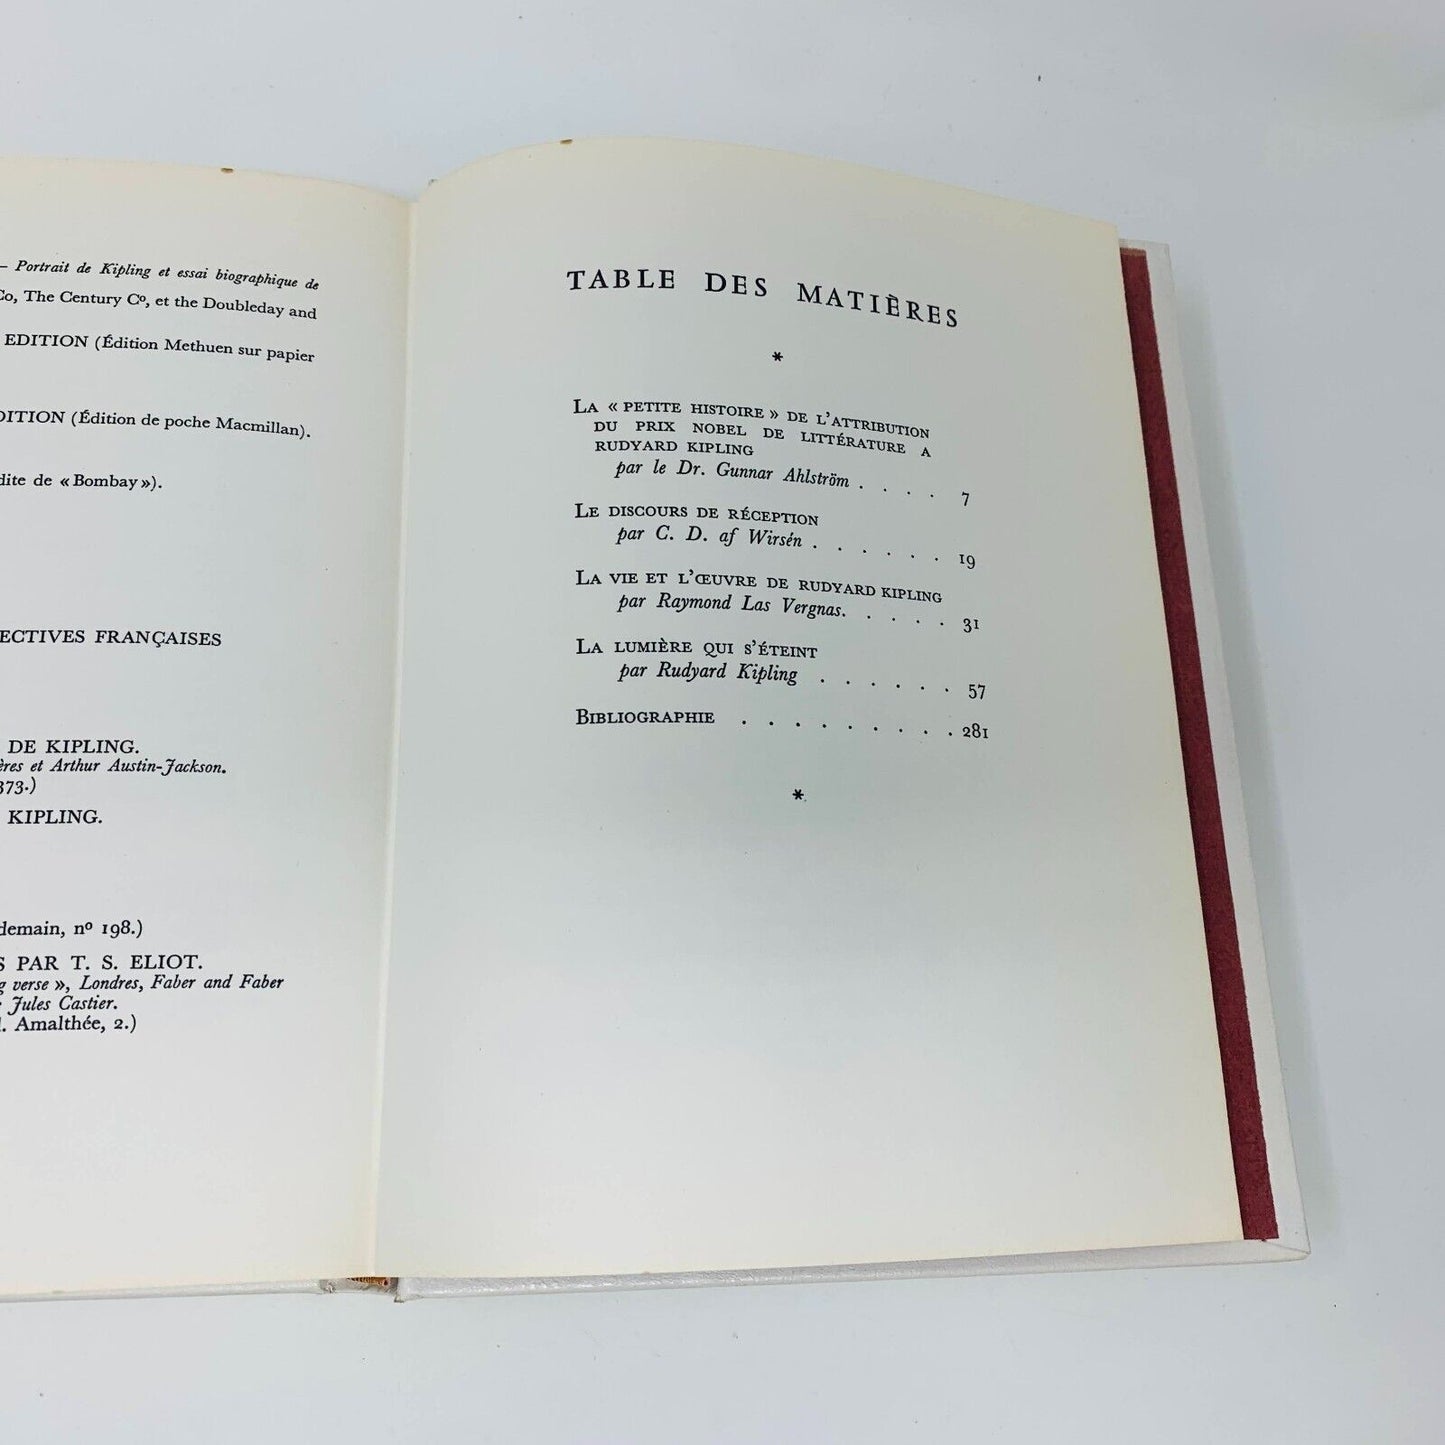 — Portrait de Kipling et essai biographique de
Co, The Century Co, et the Doubleday and
EDITION (Édition Methuen sur papier
DITION (Édition de poche Macmillan).
dite de « Bombay »).
ECTIVES FRANÇAISES
DE KIPLING.
ères et Arthur Austin-Jackson.
373.)
KIPLING.
demain, nº 198.)
S PAR T. S. ELIOT.
g verse », Londres, Faber and Faber
Jules Castier.
l. Amalthée, 2.)
TABLE DES MATIÈRES
*
LA « PETITE HISTOIRE » DE L'ATTRIBUTION
DU PRIX NOBEL DE LITTÉRATURE A
RUDYARD KIPLING
par le Dr. Gunnar Ahlström . . . . 7
LE DISCOURS DE RÉCEPTION
par C. D. af Wirsén . . . . . . 19
LA VIE ET L'ŒUVRE DE RUDYARD KIPLING
par Raymond Las Vergnas. . . . . 31
LA LUMIÈRE QUI S'ÉTEINT
par Rudyard Kipling . . . . . . 57
BIBLIOGRAPHIE . . . . . . . . . 281
*